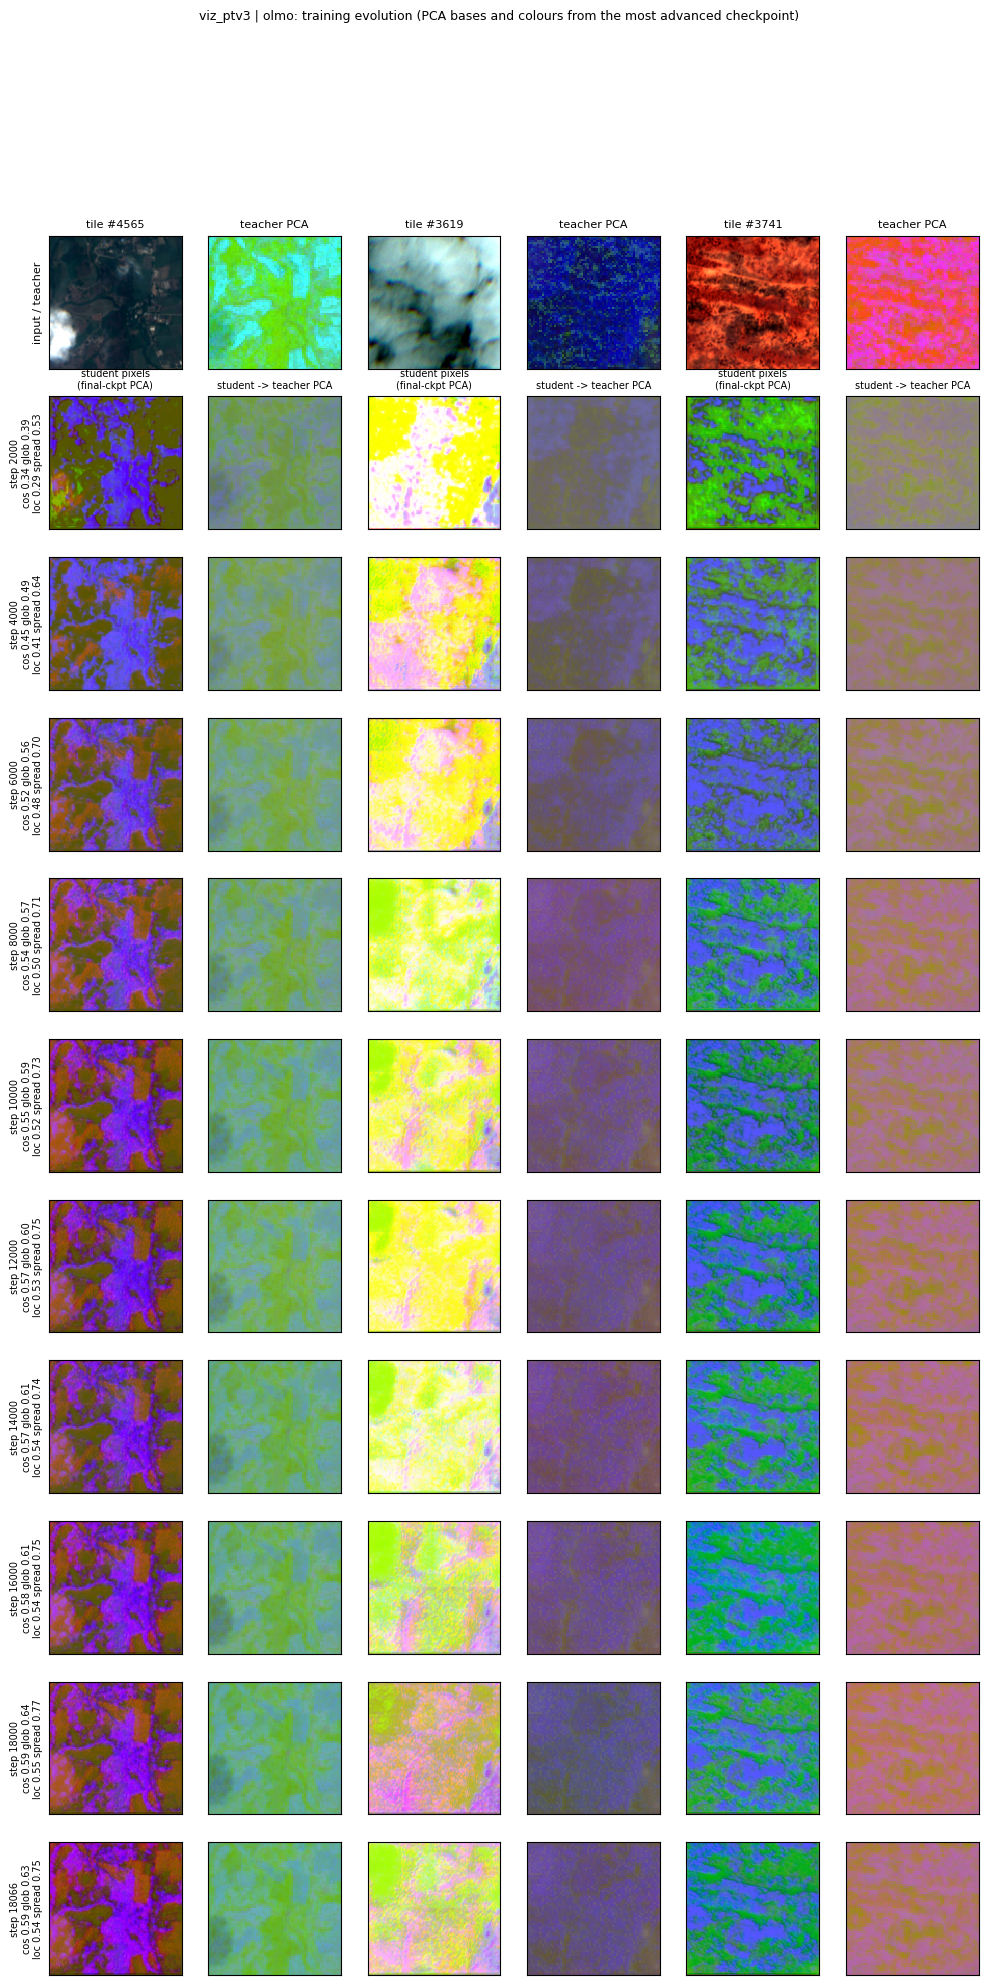 viz_ptv3 | olmo: training evolution (PCA bases and colours from the most advanced checkpoint)
tile #4565
teacher PCA
tile #3619
teacher PCA
tile #3741
teacher PCA
input / teacher
student pixels
(final-ckpt PCA)
student -> teacher PCA
student pixels
(final-ckpt PCA)
student -> teacher PCA
student pixels
(final-ckpt PCA)
student -> teacher PCA
step 2000
cos 0.34 glob 0.39
loc 0.29 spread 0.53
step 4000
cos 0.45 glob 0.49
loc 0.41 spread 0.64
step 6000
cos 0.52 glob 0.56
loc 0.48 spread 0.70
step 8000
cos 0.54 glob 0.57
loc 0.50 spread 0.71
step 10000
cos 0.55 glob 0.59
loc 0.52 spread 0.73
step 12000
cos 0.57 glob 0.60
loc 0.53 spread 0.75
step 14000
cos 0.57 glob 0.61
loc 0.54 spread 0.74
step 16000
cos 0.58 glob 0.61
loc 0.54 spread 0.75
step 18000
cos 0.59 glob 0.64
loc 0.55 spread 0.77
step 18066
cos 0.59 glob 0.63
loc 0.54 spread 0.75